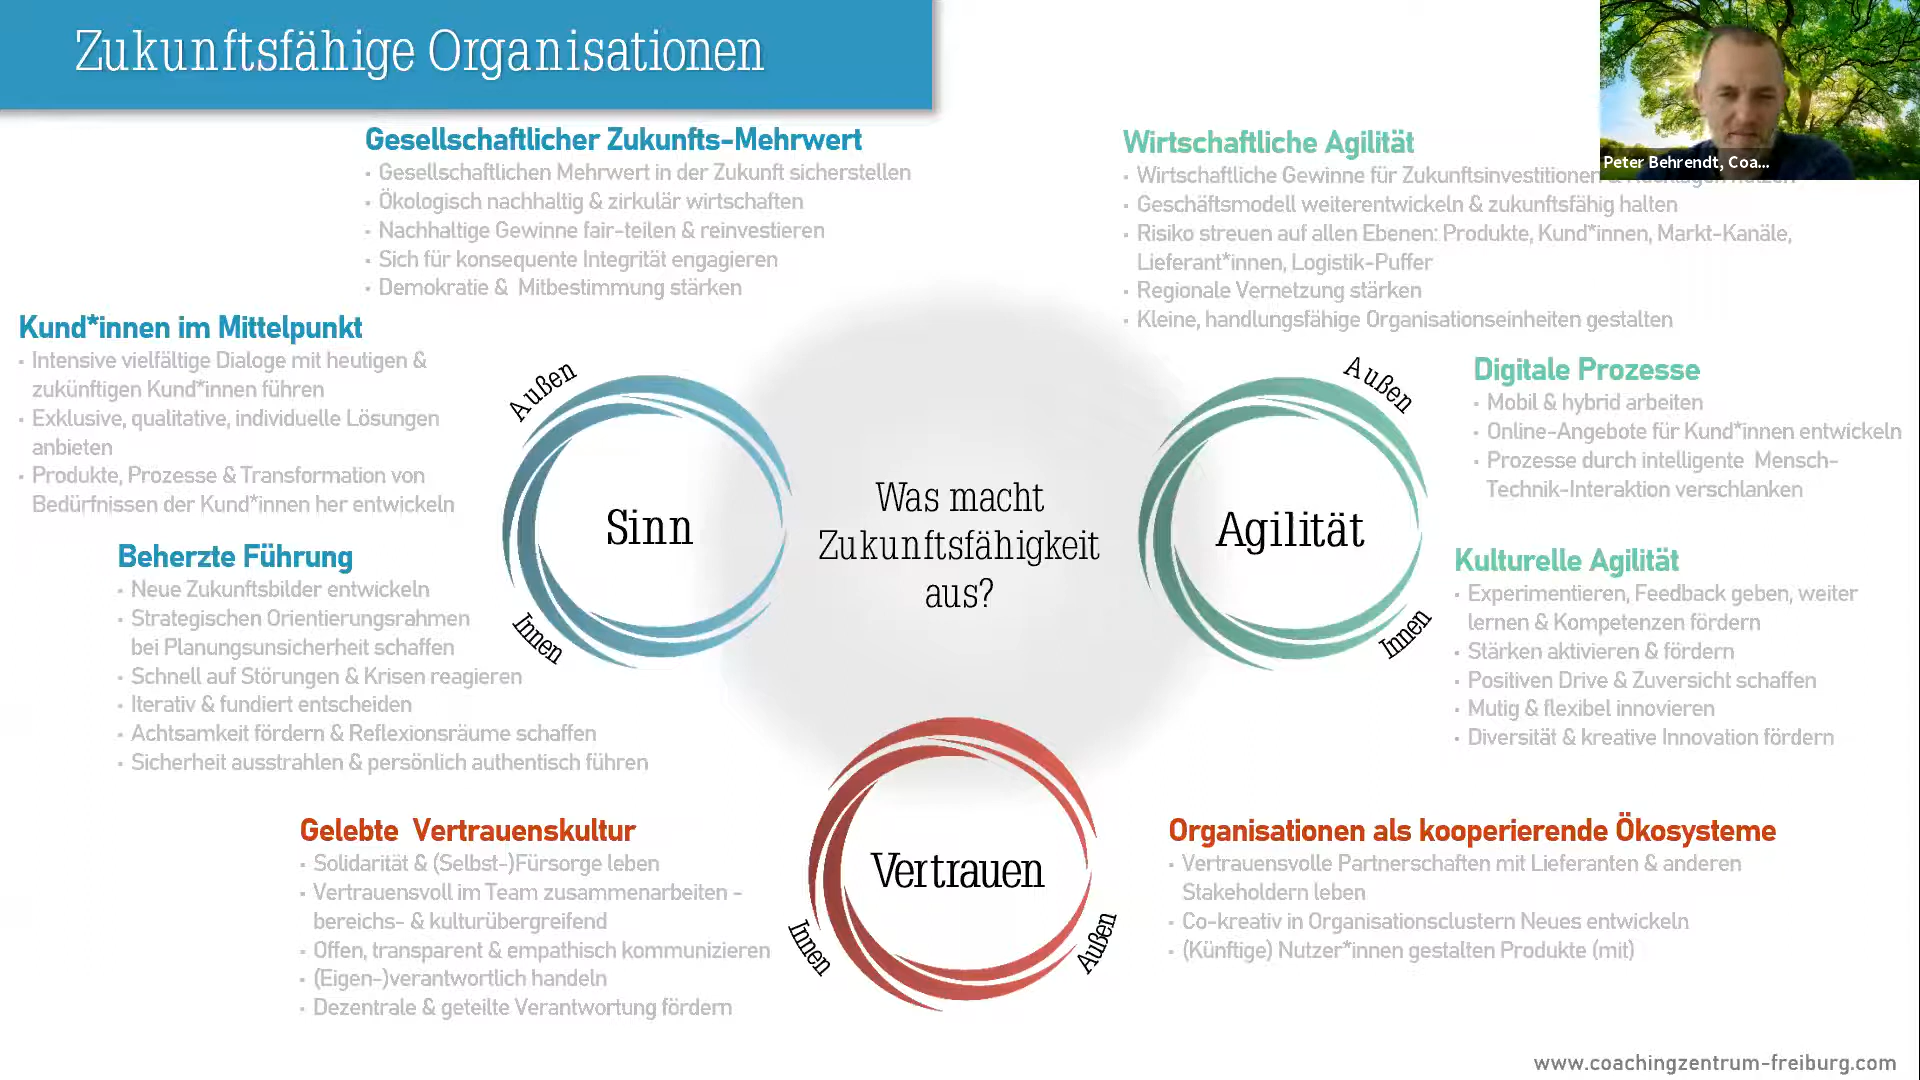 Zukunftsfähige Organisationen
Peter Behrendt, Coa...
Gesellschaftlicher Zukunfts-Mehrwert
· Gesellschaftlichen Mehrwert in der Zukunft sicherstellen
· Ökologisch nachhaltig & zirkulär wirtschaften
· Nachhaltige Gewinne fair-teilen & reinvestieren
· Sich für konsequente Integrität engagieren
· Demokratie & Mitbestimmung stärken
Wirtschaftliche Agilität
· Wirtschaftliche Gewinne für Zukunftsinvestitionen
· Geschäftsmodell weiterentwickeln & zukunftsfähig halten
· Risiko streuen auf allen Ebenen: Produkte, Kund*innen, Markt-Kanäle,
Lieferant*innen, Logistik-Puffer
· Regionale Vernetzung stärken
· Kleine, handlungsfähige Organisationseinheiten gestalten
Kund*innen im Mittelpunkt
· Intensive vielfältige Dialoge mit heutigen &
zukünftigen Kund*innen führen
· Exklusive, qualitative, individuelle Lösungen
anbieten
· Produkte, Prozesse & Transformation von
Bedürfnissen der Kund*innen her entwickeln
Außen
Sinn
Innen
Was macht
Zukunftsfähigkeit
aus?
Außen
Agilität
Innen
Digitale Prozesse
· Mobil & hybrid arbeiten
· Online-Angebote für Kund*innen entwickeln
· Prozesse durch intelligente Mensch-
Technik-Interaktion verschlanken
Beherzte Führung
· Neue Zukunftsbilder entwickeln
· Strategischen Orientierungsrahmen
bei Planungsunsicherheit schaffen
· Schnell auf Störungen & Krisen reagieren
· Iterativ & fundiert entscheiden
· Achtsamkeit fördern & Reflexionsräume schaffen
· Sicherheit ausstrahlen & persönlich authentisch führen
Kulturelle Agilität
· Experimentieren, Feedback geben, weiter
lernen & Kompetenzen fördern
· Stärken aktivieren & fördern
· Positiven Drive & Zuversicht schaffen
· Mutig & flexibel innovieren
· Diversität & kreative Innovation fördern
Gelebte Vertrauenskultur
· Solidarität & (Selbst-)Fürsorge leben
· Vertrauensvoll im Team zusammenarbeiten -
bereichs- & kulturübergreifend
· Offen, transparent & empathisch kommunizieren
· (Eigen-)verantwortlich handeln
· Dezentrale & geteilte Verantwortung fördern
Vertrauen
Innen
Außen
Organisationen als kooperierende Ökosysteme
· Vertrauensvolle Partnerschaften mit Lieferanten & anderen
Stakeholdern leben
· Co-kreativ in Organisationsclustern Neues entwickeln
· (Künftige) Nutzer*innen gestalten Produkte (mit)
www.coachingzentrum-freiburg.com